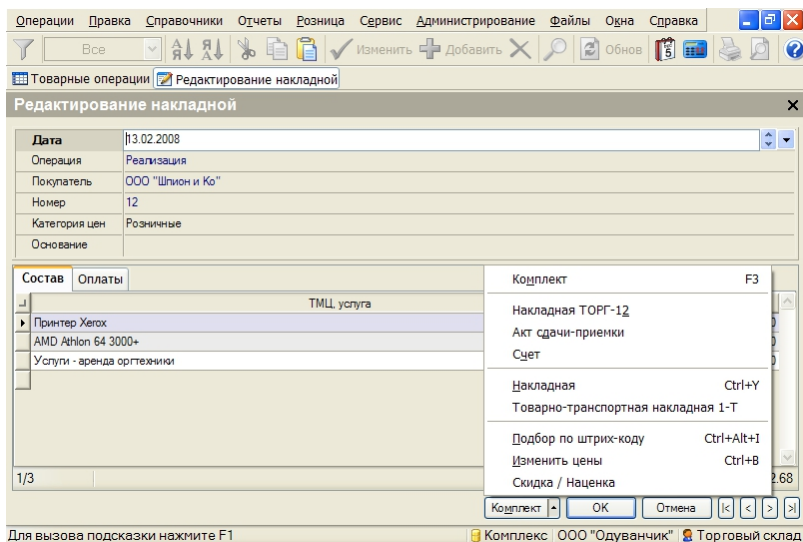 Операции Правка Справочники Отчеты Розница Сервис Администрирование Файлы Окна Справка
Все Изменить Добавить Обнов
Товарные операции Редактирование накладной
Редактирование накладной
Дата 13.02.2008
Операция Реализация
Покупатель ООО "Шпион и Ко"
Номер 12
Категория цен Розничные
Основание
Состав Оплаты
ТМЦ, услуга
Принтер Xerox
AMD Athlon 64 3000+
Услуги - аренда оргтехники
1/3
2.68
Комплект F3
Накладная ТОРГ-12
Акт сдачи-приемки
Счет
Накладная Ctrl+Y
Товарно-транспортная накладная 1-Т
Подбор по штрих-коду Ctrl+Alt+I
Изменить цены Ctrl+B
Скидка / Наценка
Комплект OK Отмена
Для вызова подсказки нажмите F1 Комплекс ООО "Одуванчик" Торговый склад